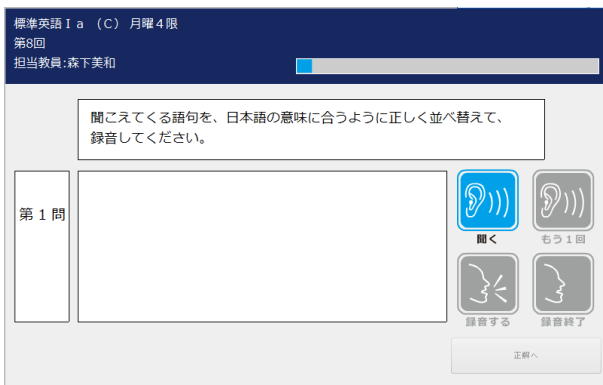 標準英語Ⅰa （C） 月曜４限
第8回
担当教員:森下美和
聞こえてくる語句を、日本語の意味に合うように正しく並べ替えて、
録音してください。
第１問
聞く
もう１回
録音する
録音終了
正解へ